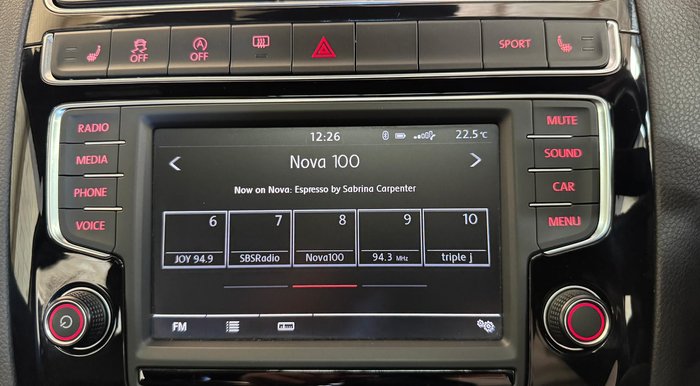 OFF
OFF
SPORT
RADIO
MEDIA
PHONE
VOICE
12:26
22.5°C
Nova 100
Now on Nova: Espresso by Sabrina Carpenter
6
7
8
9
10
JOY 94.9
SBSRadio
Nova100
94.3 MHz
triple j
FM
MUTE
SOUND
CAR
MENU